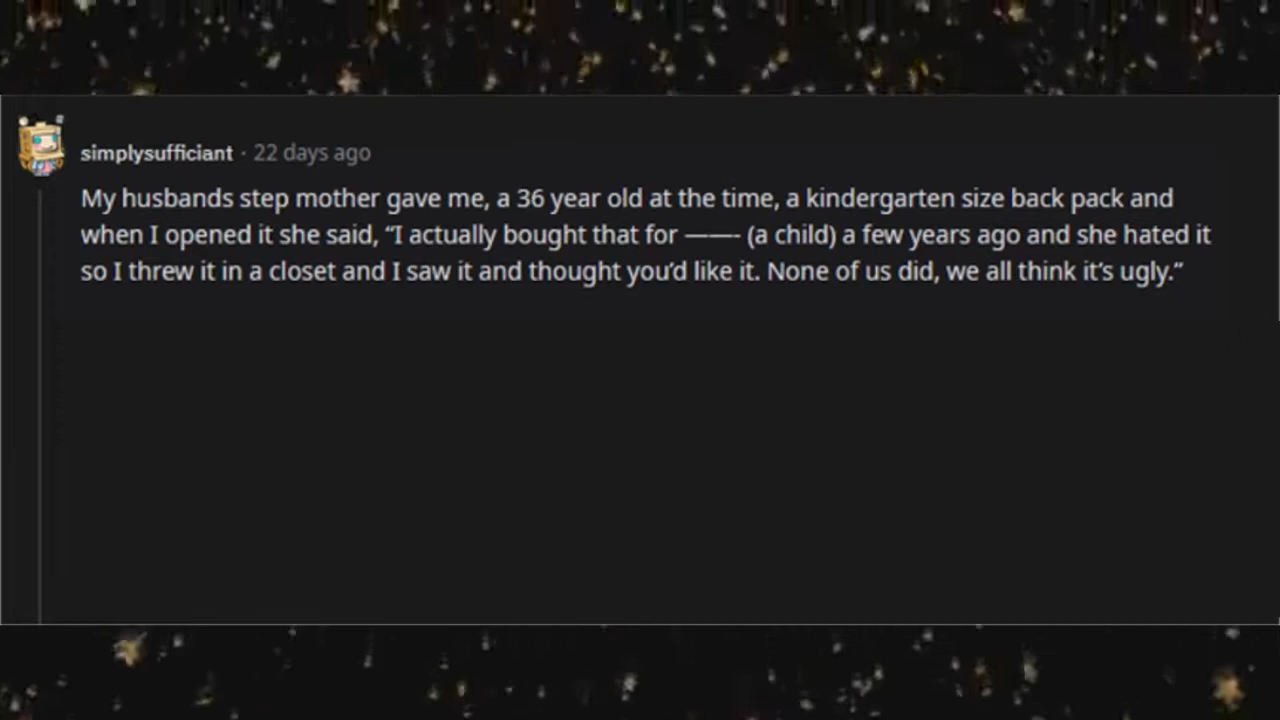 simplysufficiant · 22 days ago
My husbands step mother gave me, a 36 year old at the time, a kindergarten size back pack and
when I opened it she said, “I actually bought that for ——- (a child) a few years ago and she hated it
so I threw it in a closet and I saw it and thought you’d like it. None of us did, we all think it’s ugly.”